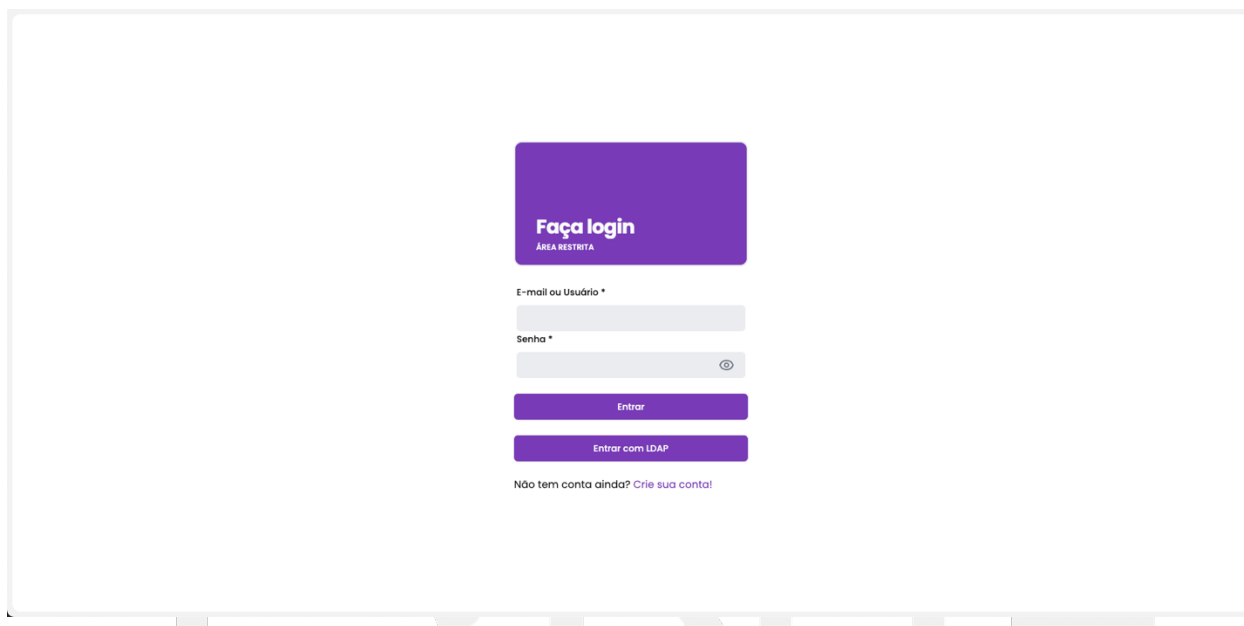 Faça login
ÁREA RESTRITA
E-mail ou Usuário *
Senha *
Entrar
Entrar com LDAP
Não tem conta ainda? Crie sua conta!